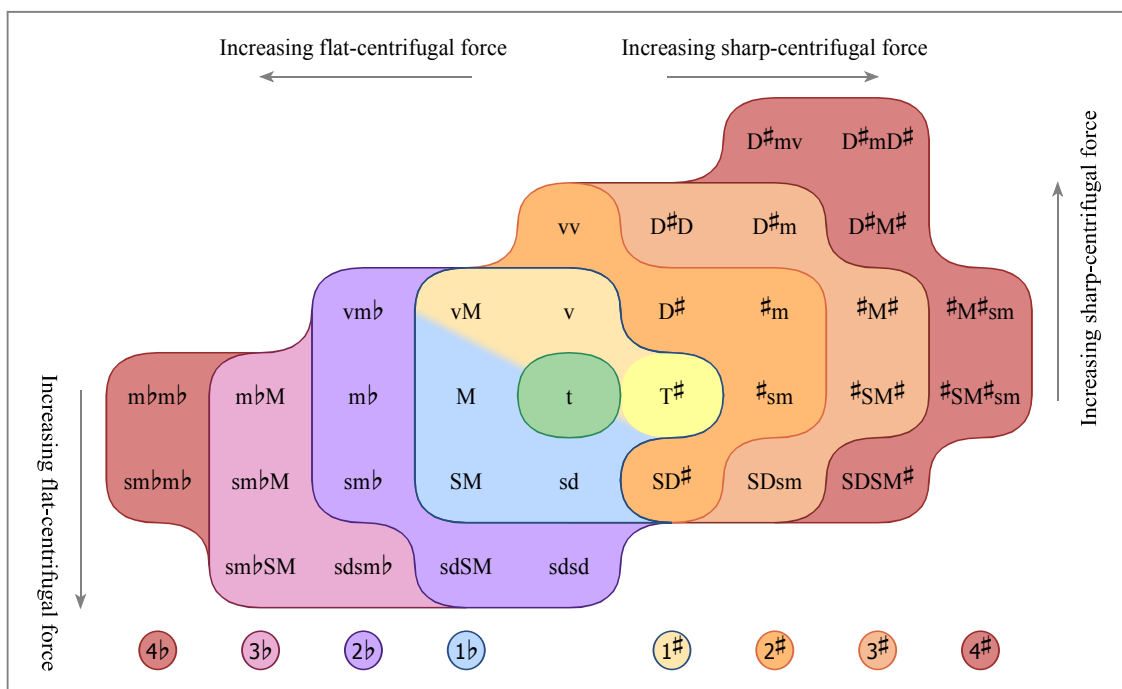 Increasing flat-centrifugal force
Increasing sharp-centrifugal force
D♯mv D♯mD♯
vv D♯D D♯m D♯M♯
vm♭ vM v D♯ ♯m ♯M♯ ♯M♯sm
m♭m♭ m♭M m♭ M t T♯ ♯sm ♯SM♯ ♯SM♯sm
sm♭m♭ sm♭M sm♭ SM sd SD♯ SDsm SDSM♯
sm♭SM sdsm♭ sdSM sdsd
4♭ 3♭ 2♭ 1♭ 1♯ 2♯ 3♯ 4♯
Increasing flat-centrifugal force
Increasing sharp-centrifugal force